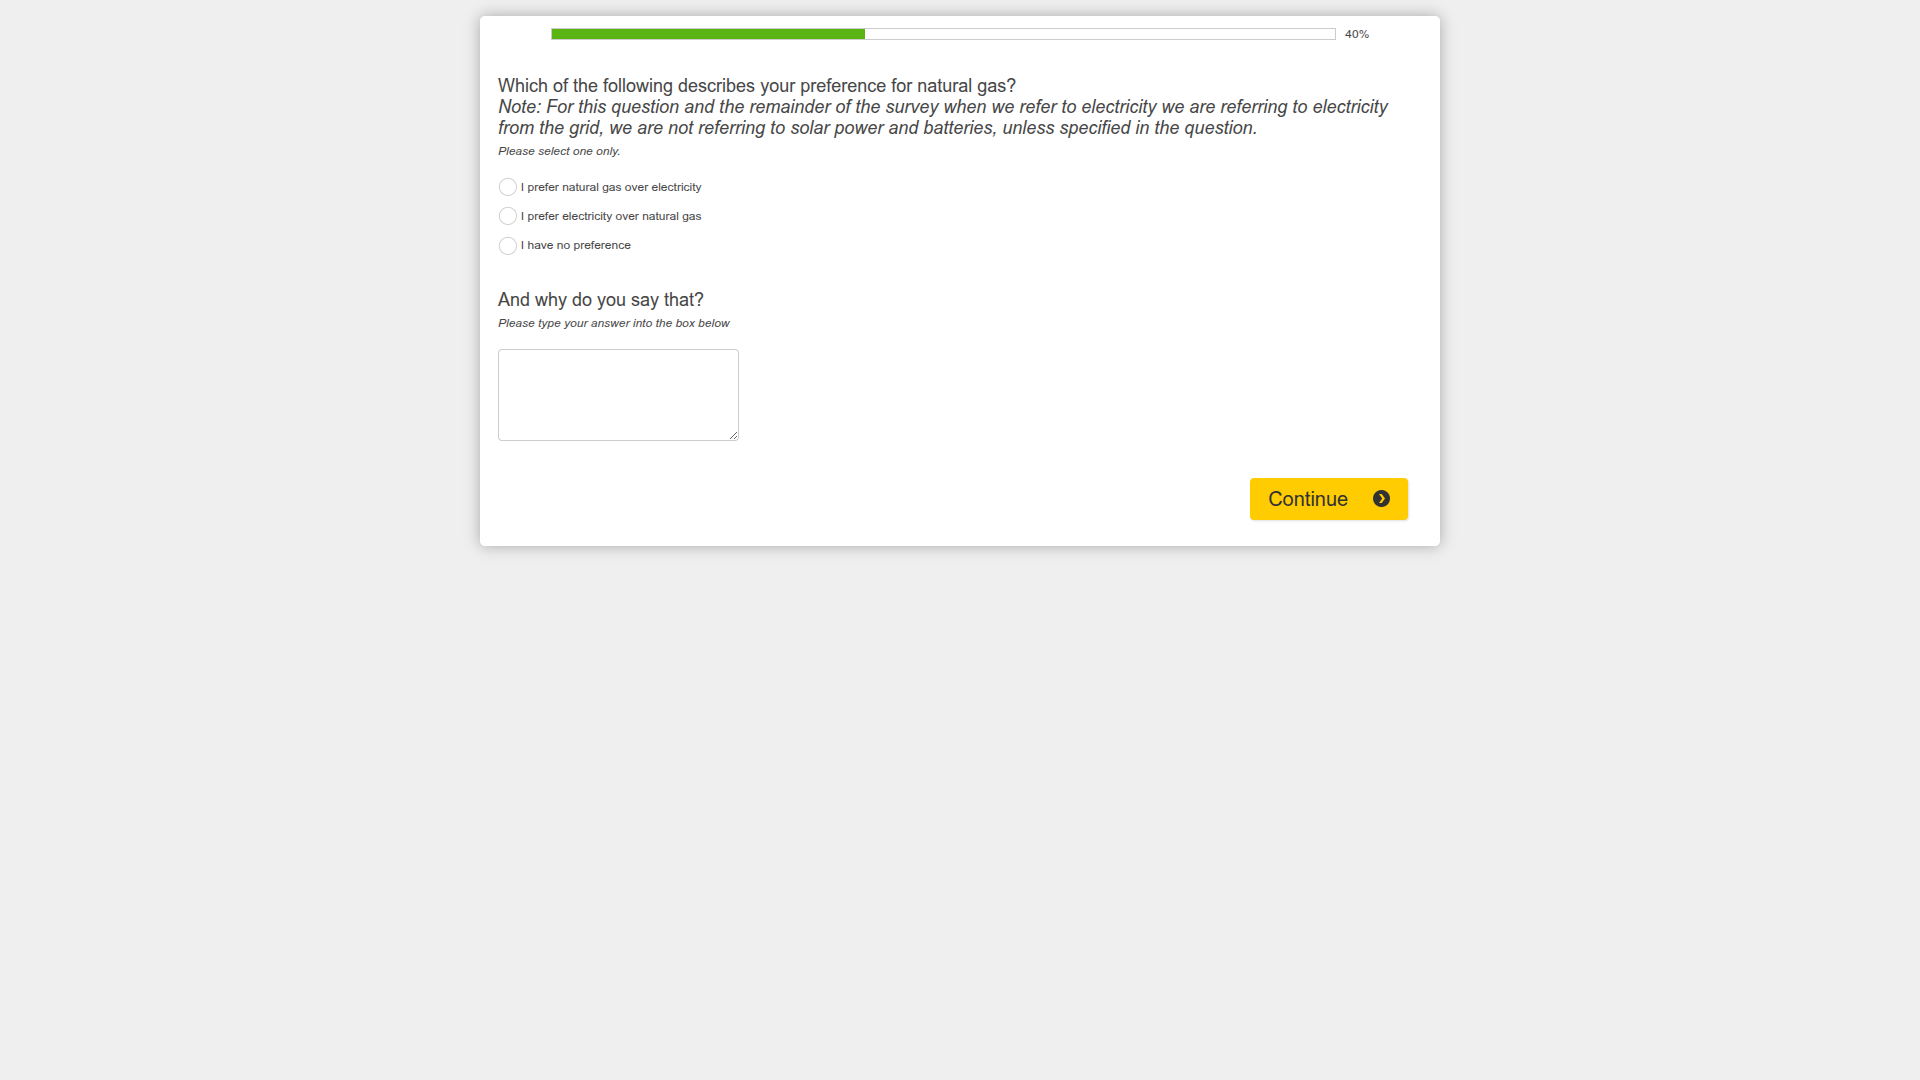 40%
Which of the following describes your preference for natural gas?
Note: For this question and the remainder of the survey when we refer to electricity we are referring to electricity
from the grid, we are not referring to solar power and batteries, unless specified in the question.
Please select one only.
I prefer natural gas over electricity
I prefer electricity over natural gas
I have no preference
And why do you say that?
Please type your answer into the box below
Continue